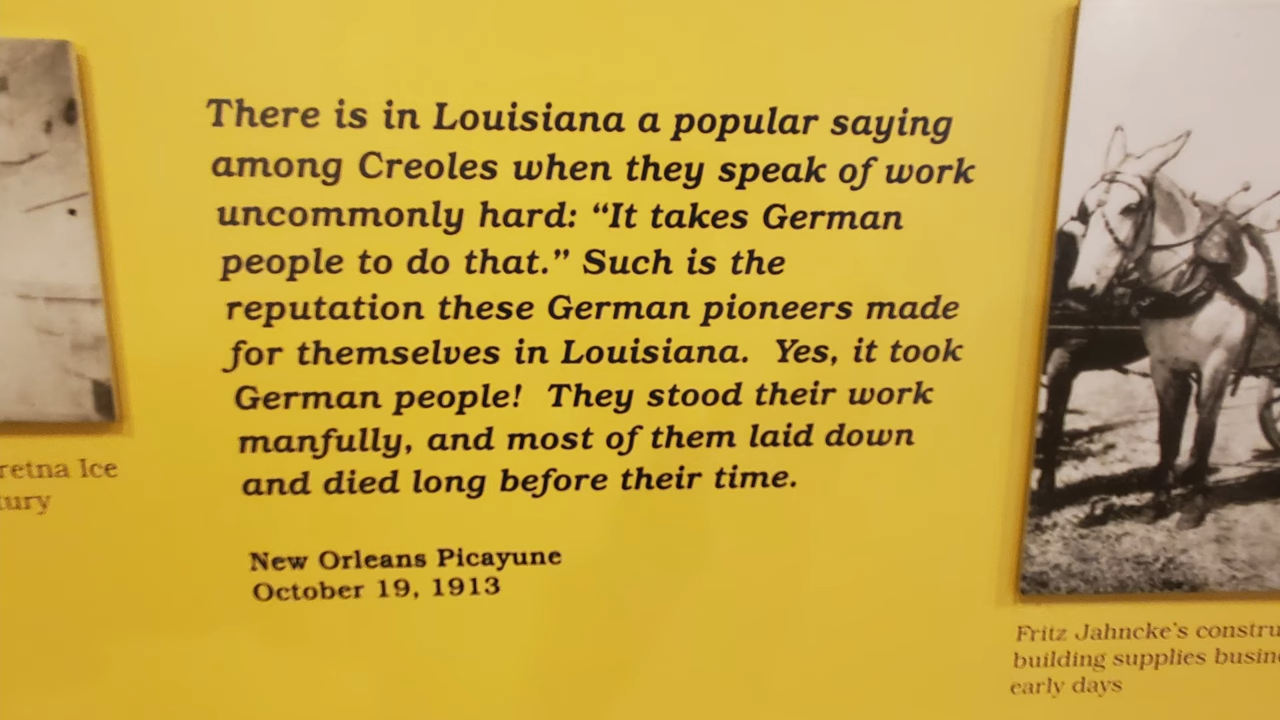 There is in Louisiana a popular saying
among Creoles when they speak of work
uncommonly hard: “It takes German
people to do that.” Such is the
reputation these German pioneers made
for themselves in Louisiana.  Yes, it took
German people!  They stood their work
manfully, and most of them laid down
and died long before their time.
New Orleans Picayune
October 19, 1913
retna Ice
tury
Fritz Jahncke’s constru
building supplies busin
early days